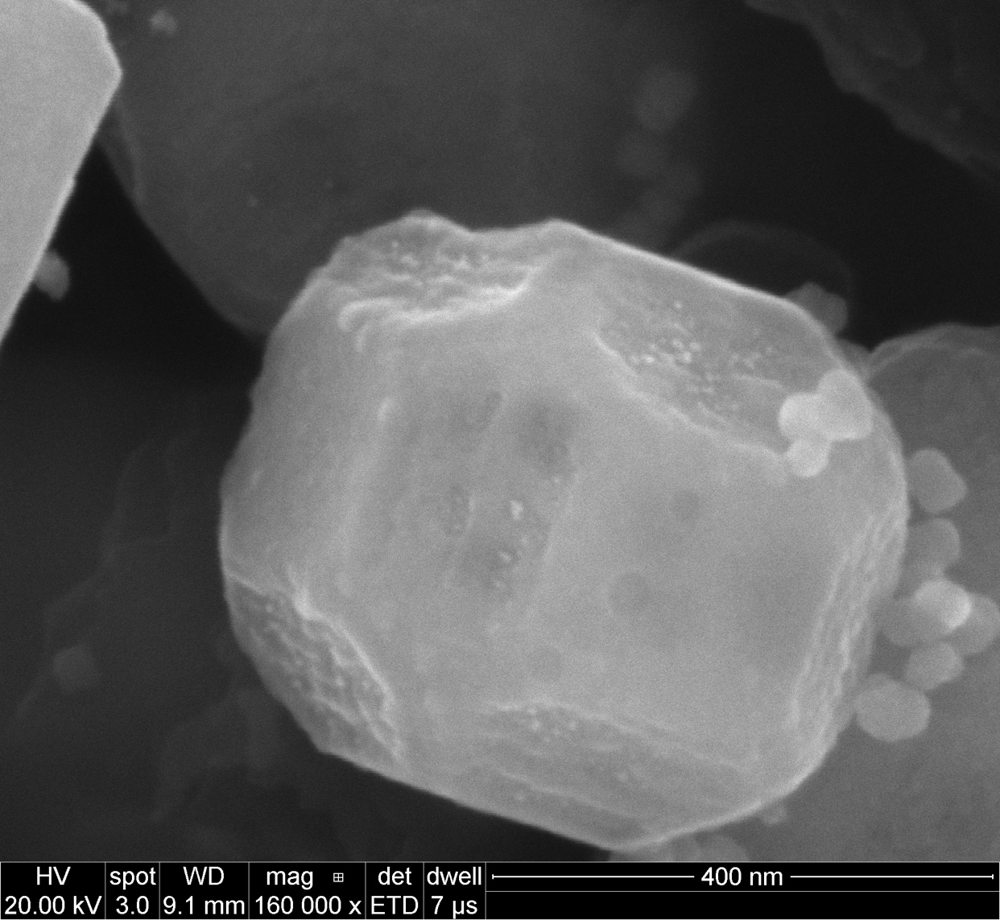 HV spot WD mag ⊞ det dwell 400 nm
20.00 kV 3.0 9.1 mm 160 000 x ETD 7 µs